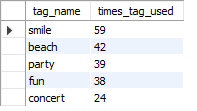 tag_name times_tag_used
smile 59
beach 42
party 39
fun 38
concert 24